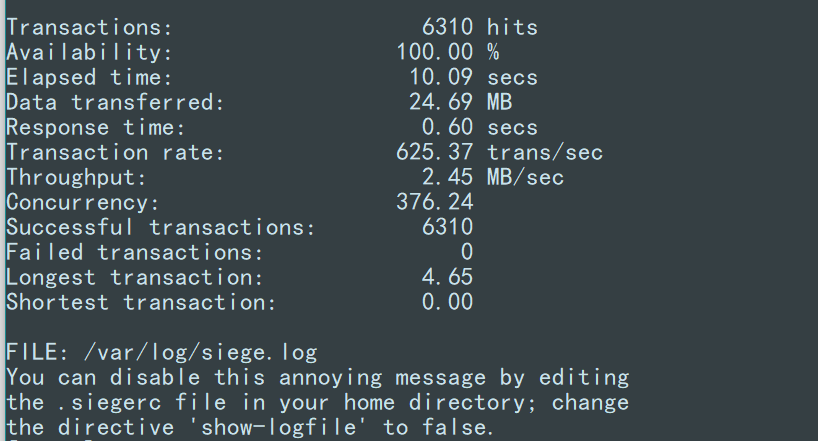 Transactions: 6310 hits
Availability: 100.00 %
Elapsed time: 10.09 secs
Data transferred: 24.69 MB
Response time: 0.60 secs
Transaction rate: 625.37 trans/sec
Throughput: 2.45 MB/sec
Concurrency: 376.24
Successful transactions: 6310
Failed transactions: 0
Longest transaction: 4.65
Shortest transaction: 0.00

FILE: /var/log/siege.log
You can disable this annoying message by editing
the .siegerc file in your home directory; change
the directive 'show-logfile' to false.